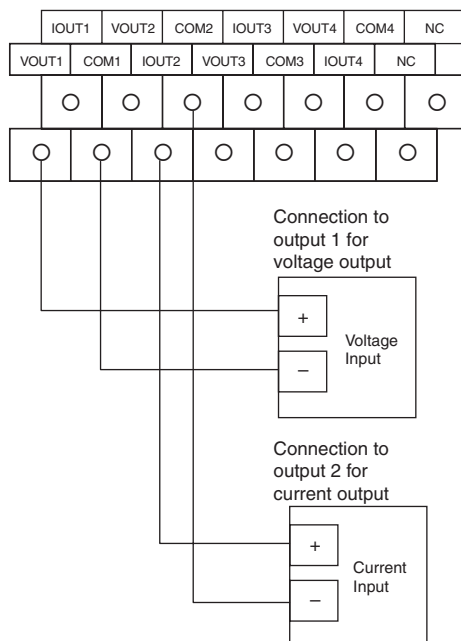 IOUT1 VOUT2 COM2 IOUT3 VOUT4 COM4 NC
VOUT1 COM1 IOUT2 VOUT3 COM3 IOUT4 NC
Connection to
output 1 for
voltage output
+
Voltage
Input
−
Connection to
output 2 for
current output
+
Current
Input
−